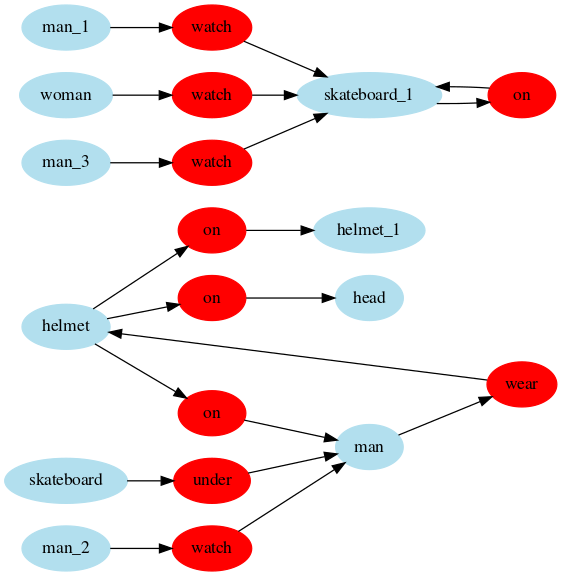 man_1 watch
woman watch skateboard_1 on
man_3 watch
on helmet_1
on head
helmet
wear
on
man
skateboard under
man_2 watch